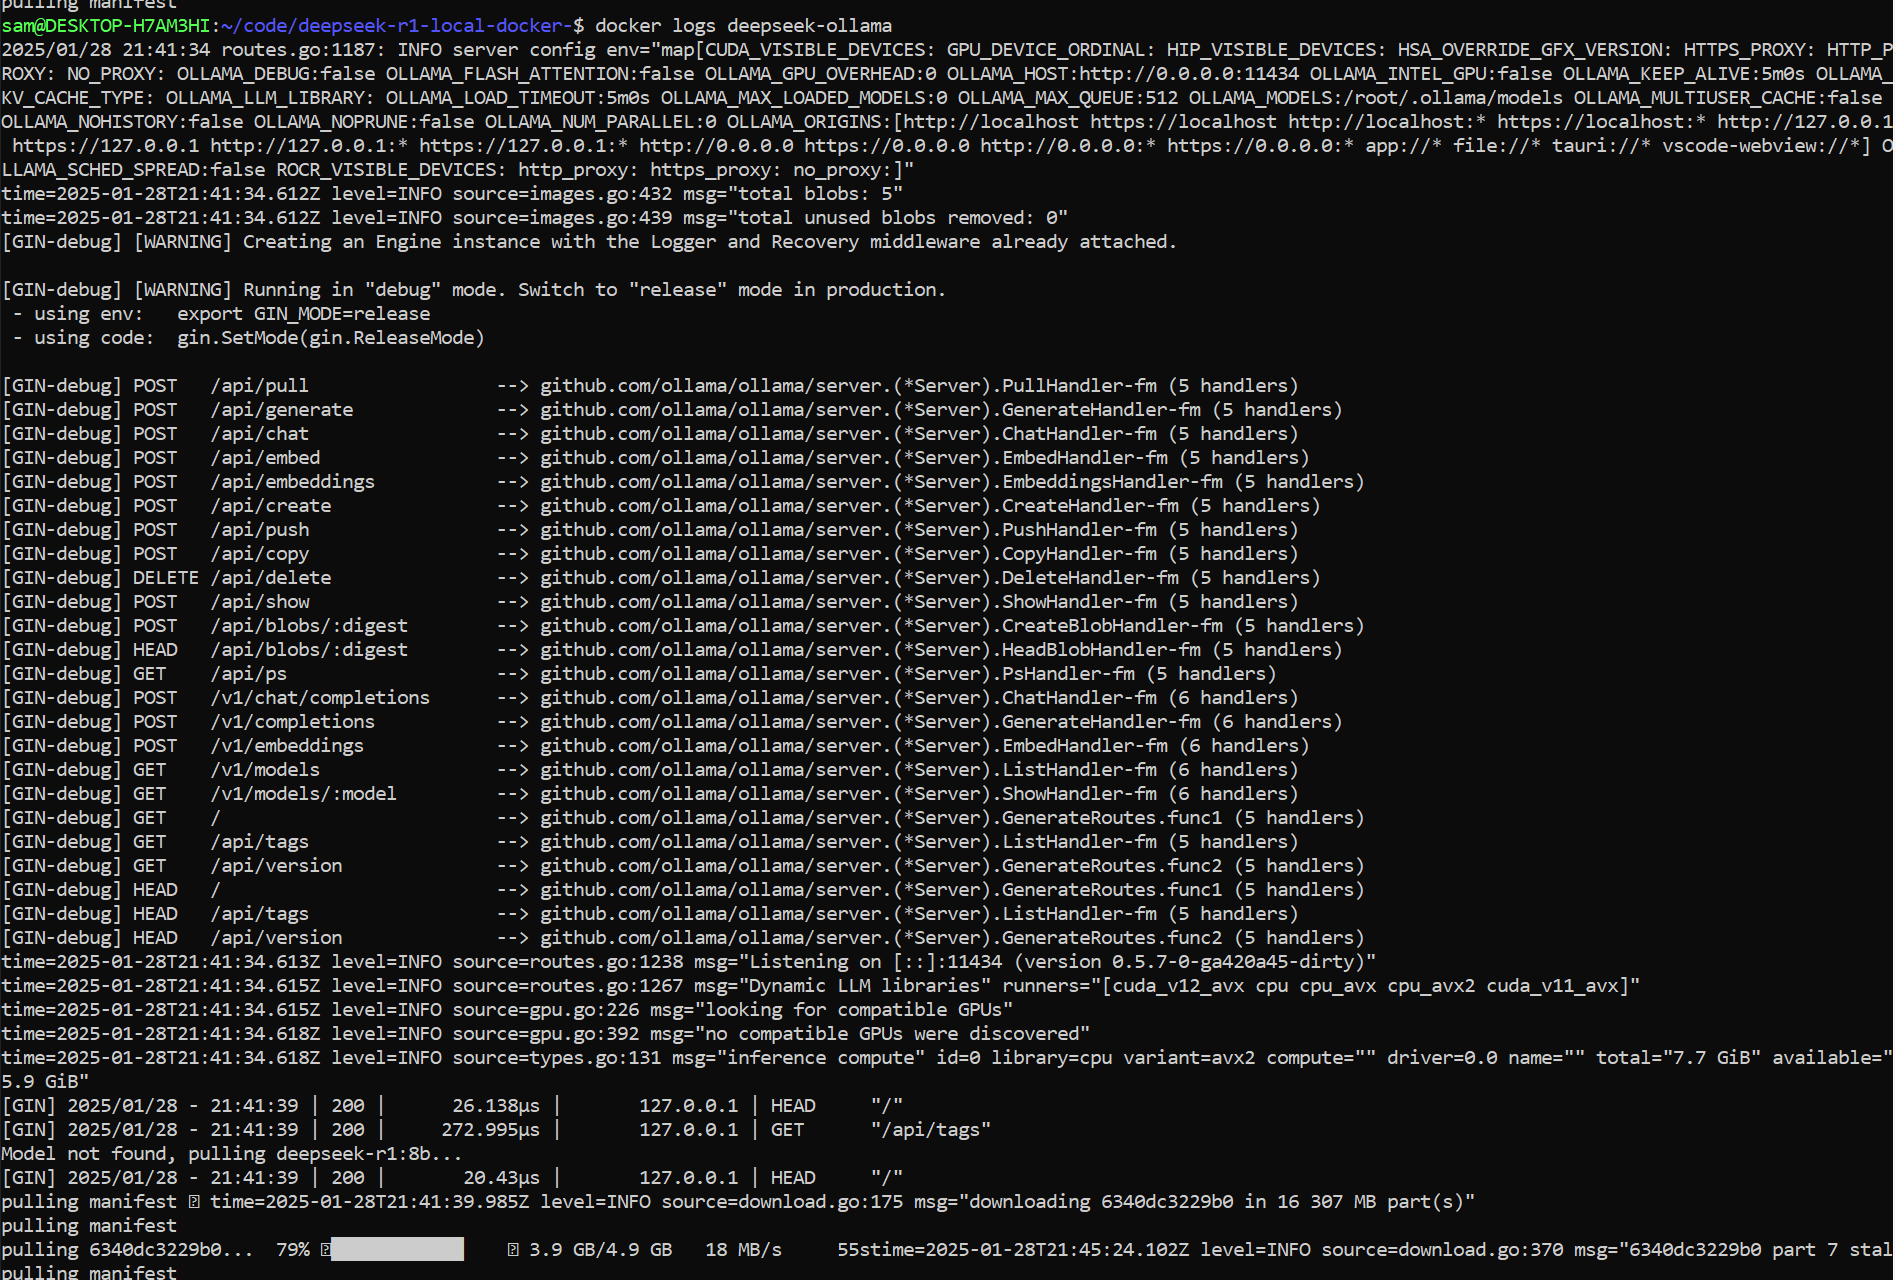 pulling manifest
sam@DESKTOP-H7AM3HI:~/code/deepseek-r1-local-docker-$ docker logs deepseek-ollama
2025/01/28 21:41:34 routes.go:1187: INFO server config env="map[CUDA_VISIBLE_DEVICES: GPU_DEVICE_ORDINAL: HIP_VISIBLE_DEVICES: HSA_OVERRIDE_GFX_VERSION: HTTPS_PROXY: HTTP_P
ROXY: NO_PROXY: OLLAMA_DEBUG:false OLLAMA_FLASH_ATTENTION:false OLLAMA_GPU_OVERHEAD:0 OLLAMA_HOST:http://0.0.0.0:11434 OLLAMA_INTEL_GPU:false OLLAMA_KEEP_ALIVE:5m0s OLLAMA_
KV_CACHE_TYPE: OLLAMA_LLM_LIBRARY: OLLAMA_LOAD_TIMEOUT:5m0s OLLAMA_MAX_LOADED_MODELS:0 OLLAMA_MAX_QUEUE:512 OLLAMA_MODELS:/root/.ollama/models OLLAMA_MULTIUSER_CACHE:false
OLLAMA_NOHISTORY:false OLLAMA_NOPRUNE:false OLLAMA_NUM_PARALLEL:0 OLLAMA_ORIGINS:[http://localhost https://localhost http://localhost:* https://localhost:* http://127.0.0.1
 https://127.0.0.1 http://127.0.0.1:* https://127.0.0.1:* http://0.0.0.0 https://0.0.0.0 http://0.0.0.0:* https://0.0.0.0:* app://* file://* tauri://* vscode-webview://*] O
LLAMA_SCHED_SPREAD:false ROCR_VISIBLE_DEVICES: http_proxy: https_proxy: no_proxy:]"
time=2025-01-28T21:41:34.612Z level=INFO source=images.go:432 msg="total blobs: 5"
time=2025-01-28T21:41:34.612Z level=INFO source=images.go:439 msg="total unused blobs removed: 0"
[GIN-debug] [WARNING] Creating an Engine instance with the Logger and Recovery middleware already attached.
[GIN-debug] [WARNING] Running in "debug" mode. Switch to "release" mode in production.
 - using env:   export GIN_MODE=release
 - using code:  gin.SetMode(gin.ReleaseMode)
[GIN-debug] POST   /api/pull                 --> github.com/ollama/ollama/server.(*Server).PullHandler-fm (5 handlers)
[GIN-debug] POST   /api/generate             --> github.com/ollama/ollama/server.(*Server).GenerateHandler-fm (5 handlers)
[GIN-debug] POST   /api/chat                 --> github.com/ollama/ollama/server.(*Server).ChatHandler-fm (5 handlers)
[GIN-debug] POST   /api/embed                --> github.com/ollama/ollama/server.(*Server).EmbedHandler-fm (5 handlers)
[GIN-debug] POST   /api/embeddings           --> github.com/ollama/ollama/server.(*Server).EmbeddingsHandler-fm (5 handlers)
[GIN-debug] POST   /api/create               --> github.com/ollama/ollama/server.(*Server).CreateHandler-fm (5 handlers)
[GIN-debug] POST   /api/push                 --> github.com/ollama/ollama/server.(*Server).PushHandler-fm (5 handlers)
[GIN-debug] POST   /api/copy                 --> github.com/ollama/ollama/server.(*Server).CopyHandler-fm (5 handlers)
[GIN-debug] DELETE /api/delete               --> github.com/ollama/ollama/server.(*Server).DeleteHandler-fm (5 handlers)
[GIN-debug] POST   /api/show                 --> github.com/ollama/ollama/server.(*Server).ShowHandler-fm (5 handlers)
[GIN-debug] POST   /api/blobs/:digest        --> github.com/ollama/ollama/server.(*Server).CreateBlobHandler-fm (5 handlers)
[GIN-debug] HEAD   /api/blobs/:digest        --> github.com/ollama/ollama/server.(*Server).HeadBlobHandler-fm (5 handlers)
[GIN-debug] GET    /api/ps                   --> github.com/ollama/ollama/server.(*Server).PsHandler-fm (5 handlers)
[GIN-debug] POST   /v1/chat/completions      --> github.com/ollama/ollama/server.(*Server).ChatHandler-fm (6 handlers)
[GIN-debug] POST   /v1/completions           --> github.com/ollama/ollama/server.(*Server).GenerateHandler-fm (6 handlers)
[GIN-debug] POST   /v1/embeddings            --> github.com/ollama/ollama/server.(*Server).EmbedHandler-fm (6 handlers)
[GIN-debug] GET    /v1/models                --> github.com/ollama/ollama/server.(*Server).ListHandler-fm (6 handlers)
[GIN-debug] GET    /v1/models/:model         --> github.com/ollama/ollama/server.(*Server).ShowHandler-fm (6 handlers)
[GIN-debug] GET    /                         --> github.com/ollama/ollama/server.(*Server).GenerateRoutes.func1 (5 handlers)
[GIN-debug] GET    /api/tags                 --> github.com/ollama/ollama/server.(*Server).ListHandler-fm (5 handlers)
[GIN-debug] GET    /api/version              --> github.com/ollama/ollama/server.(*Server).GenerateRoutes.func2 (5 handlers)
[GIN-debug] HEAD   /                         --> github.com/ollama/ollama/server.(*Server).GenerateRoutes.func1 (5 handlers)
[GIN-debug] HEAD   /api/tags                 --> github.com/ollama/ollama/server.(*Server).ListHandler-fm (5 handlers)
[GIN-debug] HEAD   /api/version              --> github.com/ollama/ollama/server.(*Server).GenerateRoutes.func2 (5 handlers)
time=2025-01-28T21:41:34.613Z level=INFO source=routes.go:1238 msg="Listening on [::]:11434 (version 0.5.7-0-ga420a45-dirty)"
time=2025-01-28T21:41:34.615Z level=INFO source=routes.go:1267 msg="Dynamic LLM libraries" runners="[cuda_v12_avx cpu cpu_avx cpu_avx2 cuda_v11_avx]"
time=2025-01-28T21:41:34.615Z level=INFO source=gpu.go:226 msg="looking for compatible GPUs"
time=2025-01-28T21:41:34.618Z level=INFO source=gpu.go:392 msg="no compatible GPUs were discovered"
time=2025-01-28T21:41:34.618Z level=INFO source=types.go:131 msg="inference compute" id=0 library=cpu variant=avx2 compute="" driver=0.0 name="" total="7.7 GiB" available="
5.9 GiB"
[GIN] 2025/01/28 - 21:41:39 | 200 |      26.138µs |       127.0.0.1 | HEAD     "/"
[GIN] 2025/01/28 - 21:41:39 | 200 |     272.995µs |       127.0.0.1 | GET      "/api/tags"
Model not found, pulling deepseek-r1:8b...
[GIN] 2025/01/28 - 21:41:39 | 200 |       20.43µs |       127.0.0.1 | HEAD     "/"
pulling manifest time=2025-01-28T21:41:39.985Z level=INFO source=download.go:175 msg="downloading 6340dc3229b0 in 16 307 MB part(s)"
pulling manifest
pulling 6340dc3229b0...  79% 3.9 GB/4.9 GB   18 MB/s     55stime=2025-01-28T21:45:24.102Z level=INFO source=download.go:370 msg="6340dc3229b0 part 7 stal
pulling manifest